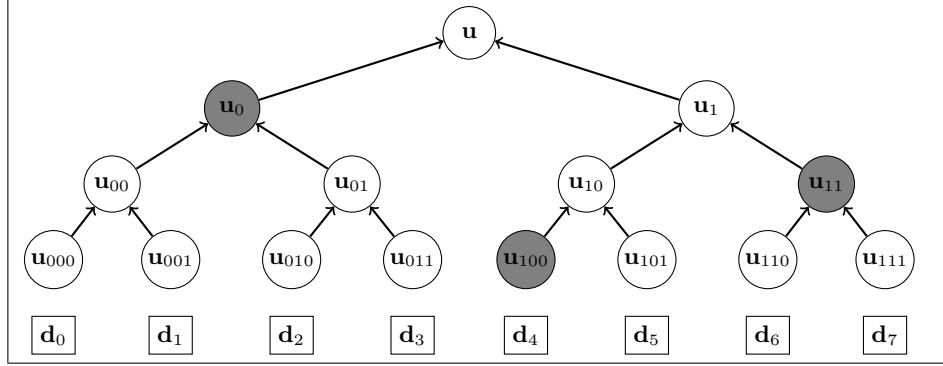 u
u₀ u₁
u₀₀ u₀₁ u₁₀ u₁₁
u₀₀₀ u₀₀₁ u₀₁₀ u₀₁₁ u₁₀₀ u₁₀₁ u₁₁₀ u₁₁₁
d₀ d₁ d₂ d₃ d₄ d₅ d₆ d₇